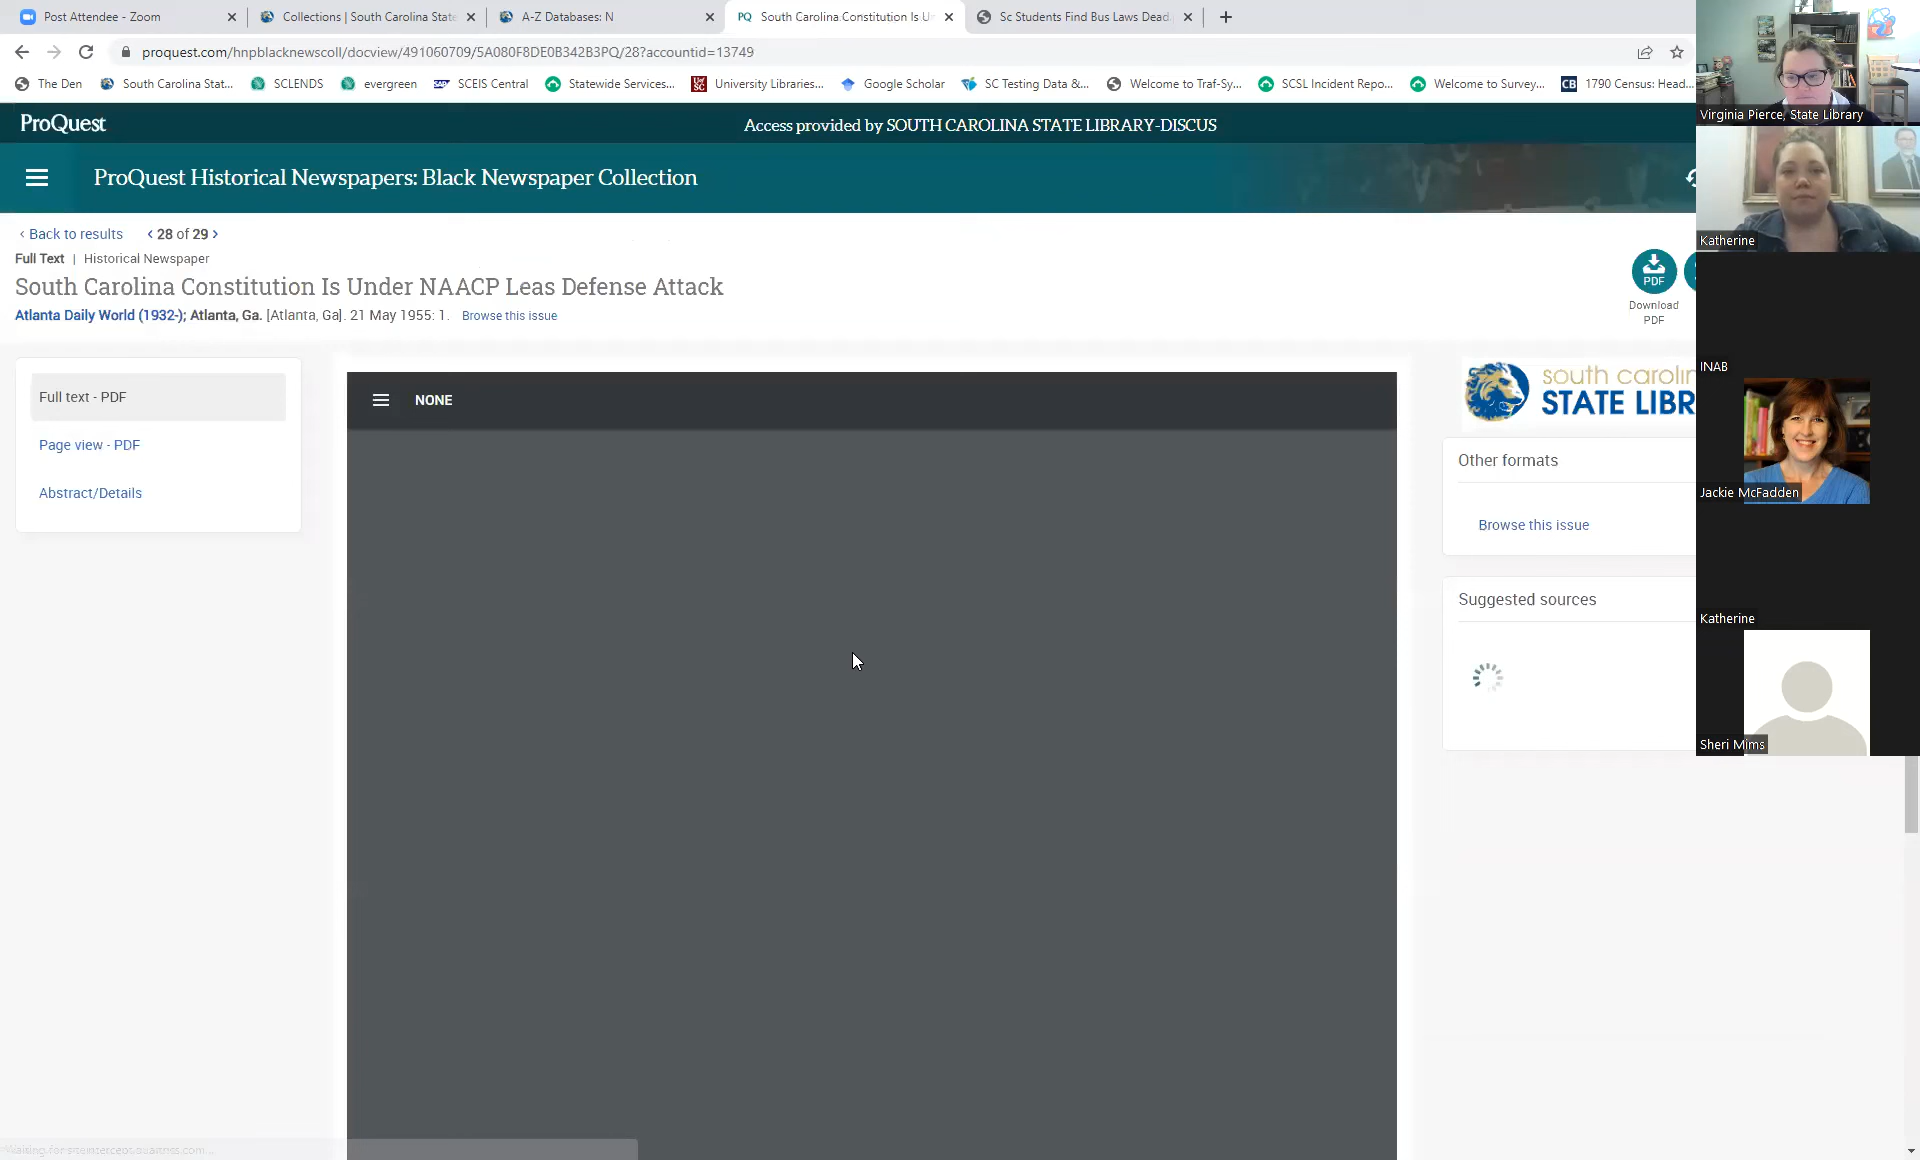 Post Attendee - Zoom
Collections | South Carolina State
A-Z Databases: N
South Carolina Constitution Is Un
Sc Students Find Bus Laws Dead
proquest.com/hnpblacknewscoll/docview/491060709/5A080F8DE0B342B3PQ/28?accountid=13749
The Den
South Carolina Stat...
SCLENDS
evergreen
SCEIS Central
Statewide Services...
University Libraries...
Google Scholar
SC Testing Data &...
Welcome to Traf-Sy...
SCSL Incident Repo...
Welcome to Survey...
CB 1790 Census: Head...
ProQuest
Access provided by SOUTH CAROLINA STATE LIBRARY-DISCUS
ProQuest Historical Newspapers: Black Newspaper Collection
Back to results
28 of 29
Full Text | Historical Newspaper
South Carolina Constitution Is Under NAACP Leas Defense Attack
Atlanta Daily World (1932-); Atlanta, Ga. [Atlanta, Ga]. 21 May 1955: 1. Browse this issue
PDF
Download
PDF
Full text - PDF
Page view - PDF
Abstract/Details
NONE
south carolin
STATE LIBR
Other formats
Browse this issue
Suggested sources
Virginia Pierce, State Library
Katherine
INAB
Jackie McFadden
Katherine
Sheri Mims